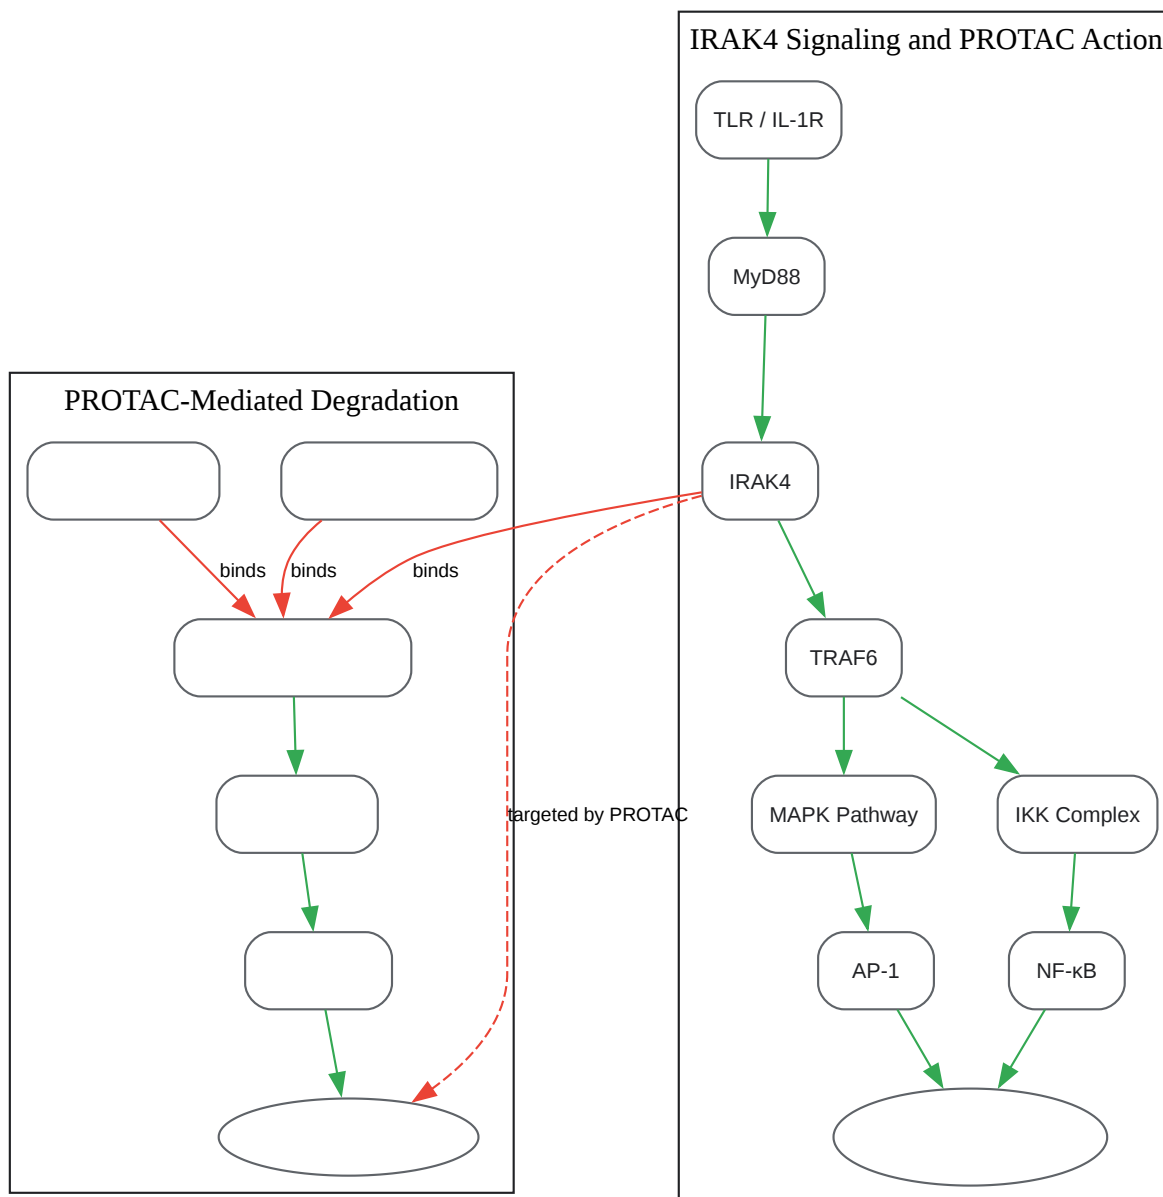 IRAK4 Signaling and PROTAC Action
TLR / IL-1R
MyD88
PROTAC-Mediated Degradation
IRAK4
binds
binds
binds
TRAF6
targeted by PROTAC
MAPK Pathway
IKK Complex
AP-1
NF-κB